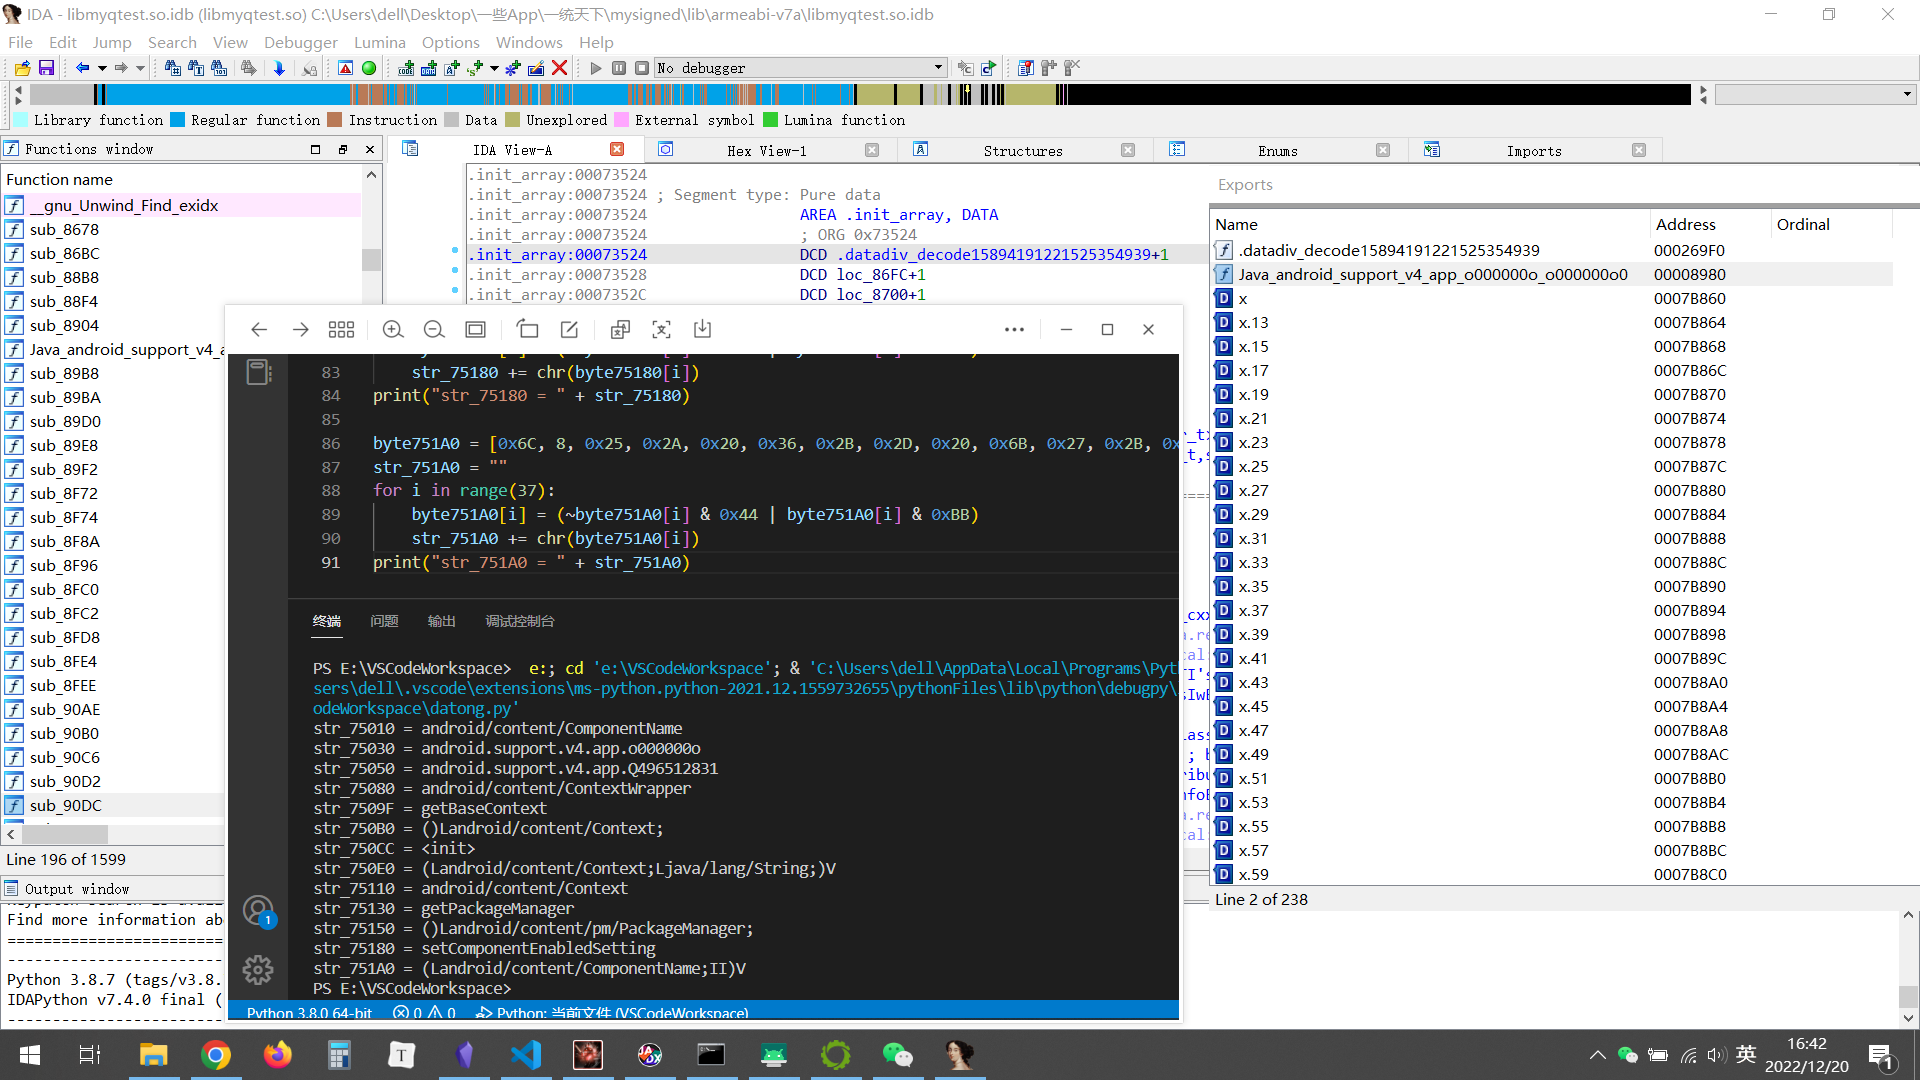 IDA - libmyqtest.so.idb (libmyqtest.so) C:\Users\dell\Desktop\一些App\一统天下\mysigned\lib\armeabi-v7a\libmyqtest.so.idb
File Edit Jump Search View Debugger Lumina Options Windows Help
No debugger
Library function Regular function Instruction Data Unexplored External symbol Lumina function
Functions window
IDA View-A
Hex View-1
Structures
Enums
Imports
Function name
__gnu_Unwind_Find_exidx
sub_8678
sub_86BC
sub_88B8
sub_88F4
sub_8904
Java_android_support_v4_a
sub_89B8
sub_89BA
sub_89D0
sub_89E8
sub_89F2
sub_8F72
sub_8F74
sub_8F8A
sub_8F96
sub_8FC0
sub_8FC2
sub_8FD8
sub_8FE4
sub_8FEE
sub_90AE
sub_90B0
sub_90C6
sub_90D2
sub_90DC
Line 196 of 1599
Output window
Find more information ab
========================
------------------------
Python 3.8.7 (tags/v3.8.
IDAPython v7.4.0 final (
------------------------
.init_array:00073524
.init_array:00073524 ; Segment type: Pure data
.init_array:00073524 AREA .init_array, DATA
.init_array:00073524 ; ORG 0x73524
.init_array:00073524 DCD .datadiv_decode15894191221525354939+1
.init_array:00073528 DCD loc_86FC+1
.init_array:0007352C DCD loc_8700+1
83 str_75180 += chr(byte75180[i])
84 print("str_75180 = " + str_75180)
85
86 byte751A0 = [0x6C, 8, 0x25, 0x2A, 0x20, 0x36, 0x2B, 0x2D, 0x20, 0x6B, 0x27, 0x2B, 0x
87 str_751A0 = ""
88 for i in range(37):
89 byte751A0[i] = (~byte751A0[i] & 0x44 | byte751A0[i] & 0xBB)
90 str_751A0 += chr(byte751A0[i])
91 print("str_751A0 = " + str_751A0)
终端 问题 输出 调试控制台
PS E:\VSCodeWorkspace> e:; cd 'e:\VSCodeWorkspace'; & 'C:\Users\dell\AppData\Local\Programs\Pyt
sers\dell\.vscode\extensions\ms-python.python-2021.12.1559732655\pythonFiles\lib\python\debugpy\
odeWorkspace\datong.py'
str_75010 = android/content/ComponentName
str_75030 = android.support.v4.app.o000000o
str_75050 = android.support.v4.app.Q496512831
str_75080 = android/content/ContextWrapper
str_7509F = getBaseContext
str_750B0 = ()Landroid/content/Context;
str_750CC = <init>
str_750E0 = (Landroid/content/Context;Ljava/lang/String;)V
str_75110 = android/content/Context
str_75130 = getPackageManager
str_75150 = ()Landroid/content/pm/PackageManager;
str_75180 = setComponentEnabledSetting
str_751A0 = (Landroid/content/ComponentName;II)V
PS E:\VSCodeWorkspace>
1
Python 3.8.0 64-bit 0 0 Python: 当前文件 (VSCodeWorkspace)
Exports
Name Address Ordinal
.datadiv_decode15894191221525354939 000269F0
Java_android_support_v4_app_o000000o_o000000o0 00008980
x 0007B860
x.13 0007B864
x.15 0007B868
x.17 0007B86C
x.19 0007B870
x.21 0007B874
x.23 0007B878
x.25 0007B87C
x.27 0007B880
x.29 0007B884
x.31 0007B888
x.33 0007B88C
x.35 0007B890
x.37 0007B894
x.39 0007B898
x.41 0007B89C
x.43 0007B8A0
x.45 0007B8A4
x.47 0007B8A8
x.49 0007B8AC
x.51 0007B8B0
x.53 0007B8B4
x.55 0007B8B8
x.57 0007B8BC
x.59 0007B8C0
Line 2 of 238
英
16:42
2022/12/20
1